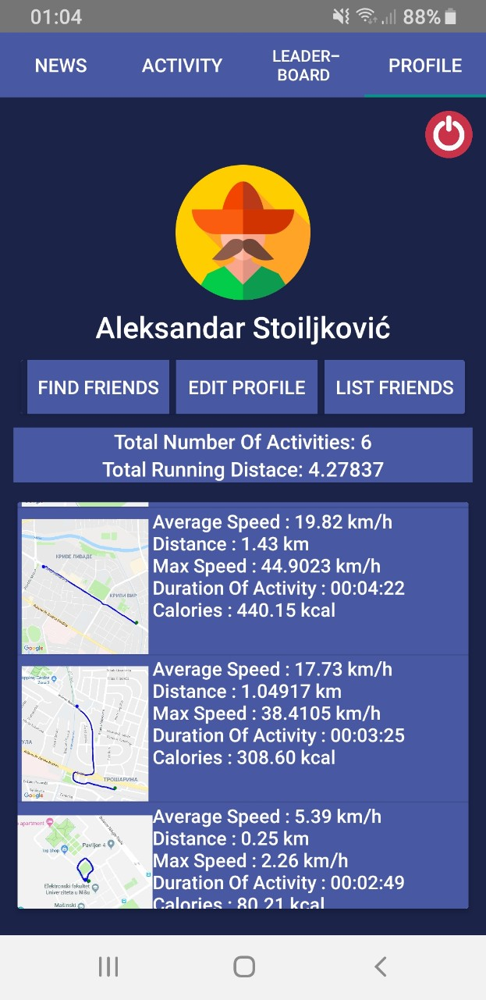 01:04
88%
NEWS
ACTIVITY
LEADER-
BOARD
PROFILE
Aleksandar Stoiljković
FIND FRIENDS
EDIT PROFILE
LIST FRIENDS
Total Number Of Activities: 6
Total Running Distace: 4.27837
Average Speed : 19.82 km/h
Distance : 1.43 km
Max Speed : 44.9023 km/h
Duration Of Activity : 00:04:22
Calories : 440.15 kcal
КРИВЕ ЛИВАДЕ
КРИВИ ВИР
Google
Average Speed : 17.73 km/h
Distance : 1.04917 km
Max Speed : 38.4105 km/h
Duration Of Activity : 00:03:25
Calories : 308.60 kcal
ТРОШАРИНА
Google
Average Speed : 5.39 km/h
Distance : 0.25 km
Max Speed : 2.26 km/h
Duration Of Activity : 00:02:49
Calories : 80.21 kcal
apartment
Paviljon 4
Top Shop
Elektronski fakultet
Univerziteta u Nišu
Mašinski